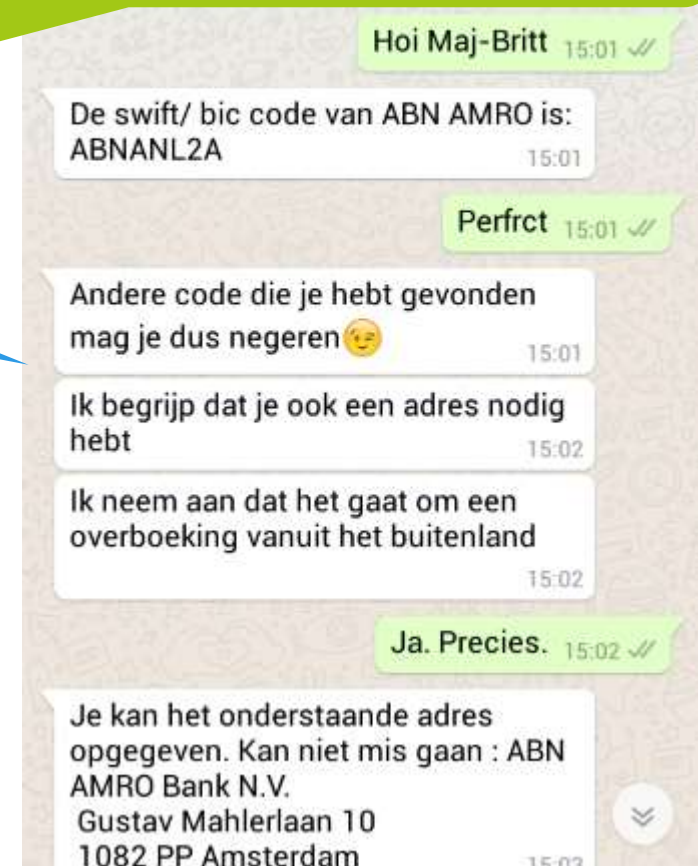 Hoi Maj-Britt 15:01
De swift/ bic code van ABN AMRO is:
ABNANL2A
15:01
Perfrct 15:01
Andere code die je hebt gevonden
mag je dus negeren😉
15:01
Ik begrijp dat je ook een adres nodig
hebt
15:02
Ik neem aan dat het gaat om een
overboeking vanuit het buitenland
15:02
Ja. Precies. 15:02
Je kan het onderstaande adres
opgegeven. Kan niet mis gaan : ABN
AMRO Bank N.V.
Gustav Mahlerlaan 10
1082 PP Amsterdam
15:03